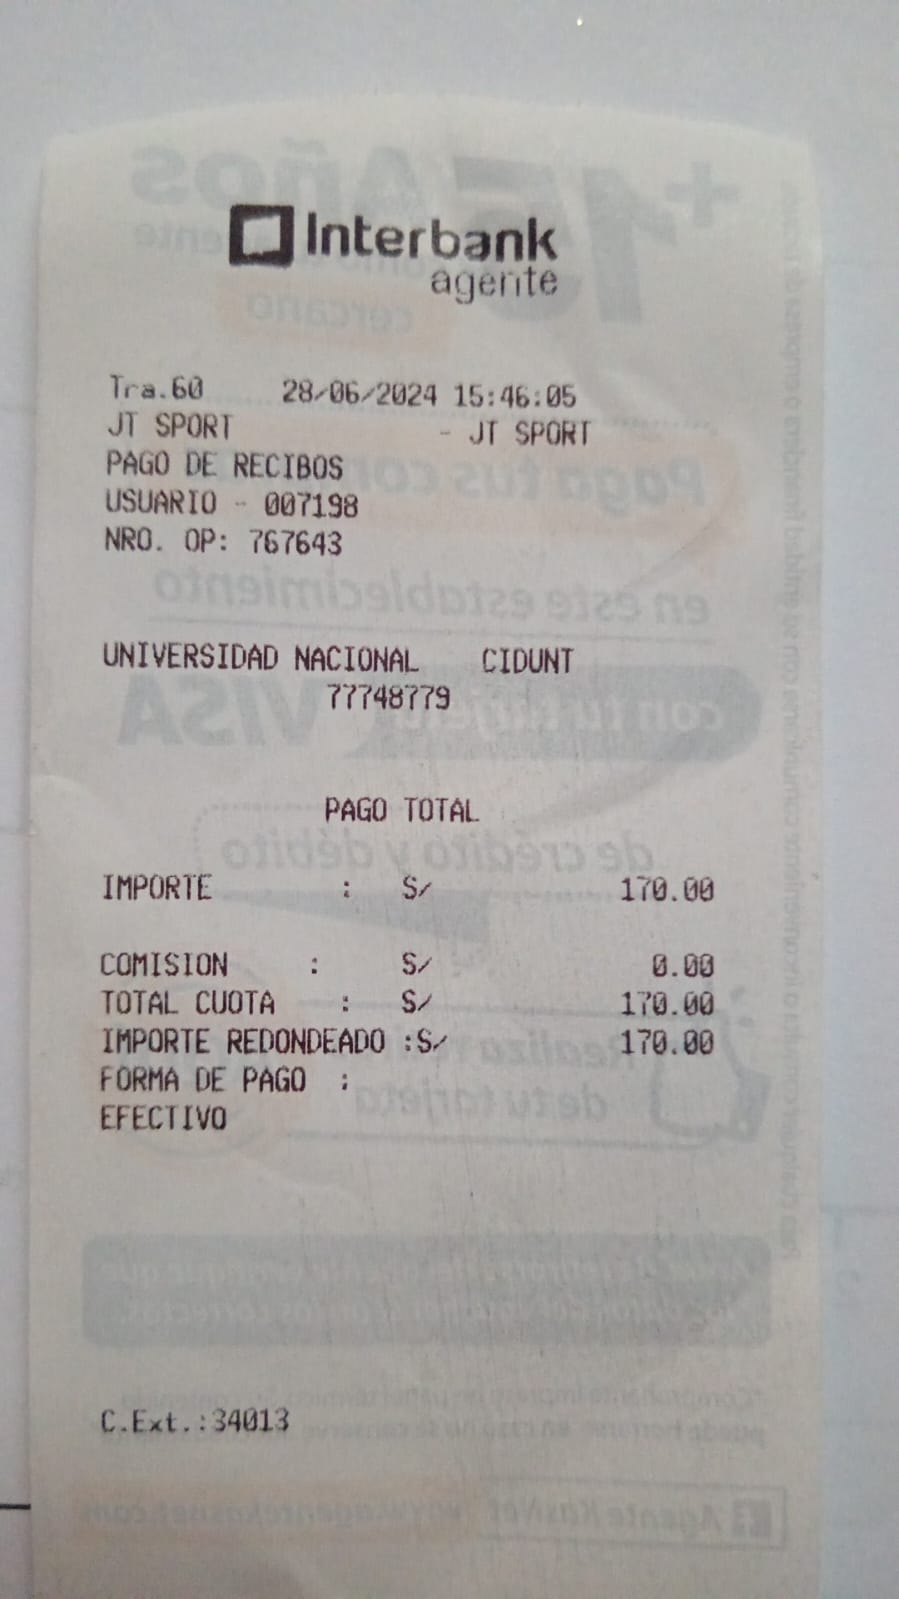 Interbank
agente
Tra.60 28/06/2024 15:46:05
JT SPORT - JT SPORT
PAGO DE RECIBOS
USUARIO - 007198
NRO. OP: 767643
UNIVERSIDAD NACIONAL CIDUNT
77748779
PAGO TOTAL
IMPORTE : S/ 170.00
COMISION : S/ 0.00
TOTAL CUOTA : S/ 170.00
IMPORTE REDONDEADO :S/ 170.00
FORMA DE PAGO :
EFECTIVO
C.Ext.:34013